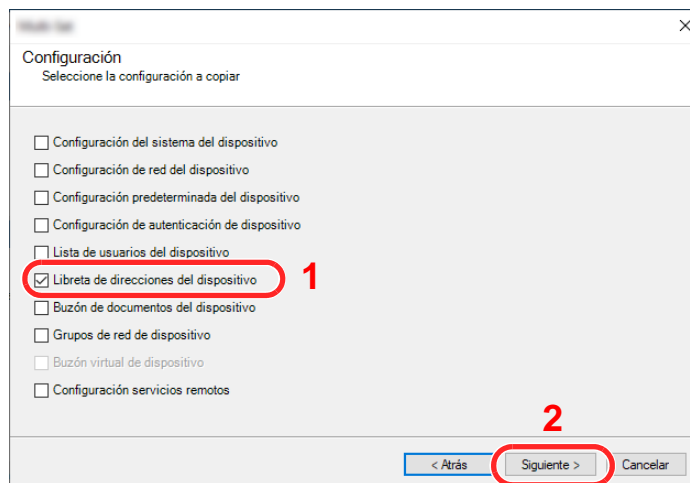 Configuración
Seleccione la configuración a copiar
Configuración del sistema del dispositivo
Configuración de red del dispositivo
Configuración predeterminada del dispositivo
Configuración de autenticación de dispositivo
Lista de usuarios del dispositivo
Libreta de direcciones del dispositivo 1
Buzón de documentos del dispositivo
Grupos de red de dispositivo
Buzón virtual de dispositivo
Configuración servicios remotos
2
< Atrás Siguiente > Cancelar